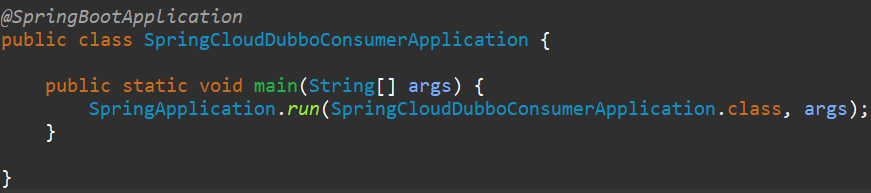 @SpringBootApplication
public class SpringCloudDubboConsumerApplication {
public static void main(String[] args) {
SpringApplication.run(SpringCloudDubboConsumerApplication.class, args);
}
}